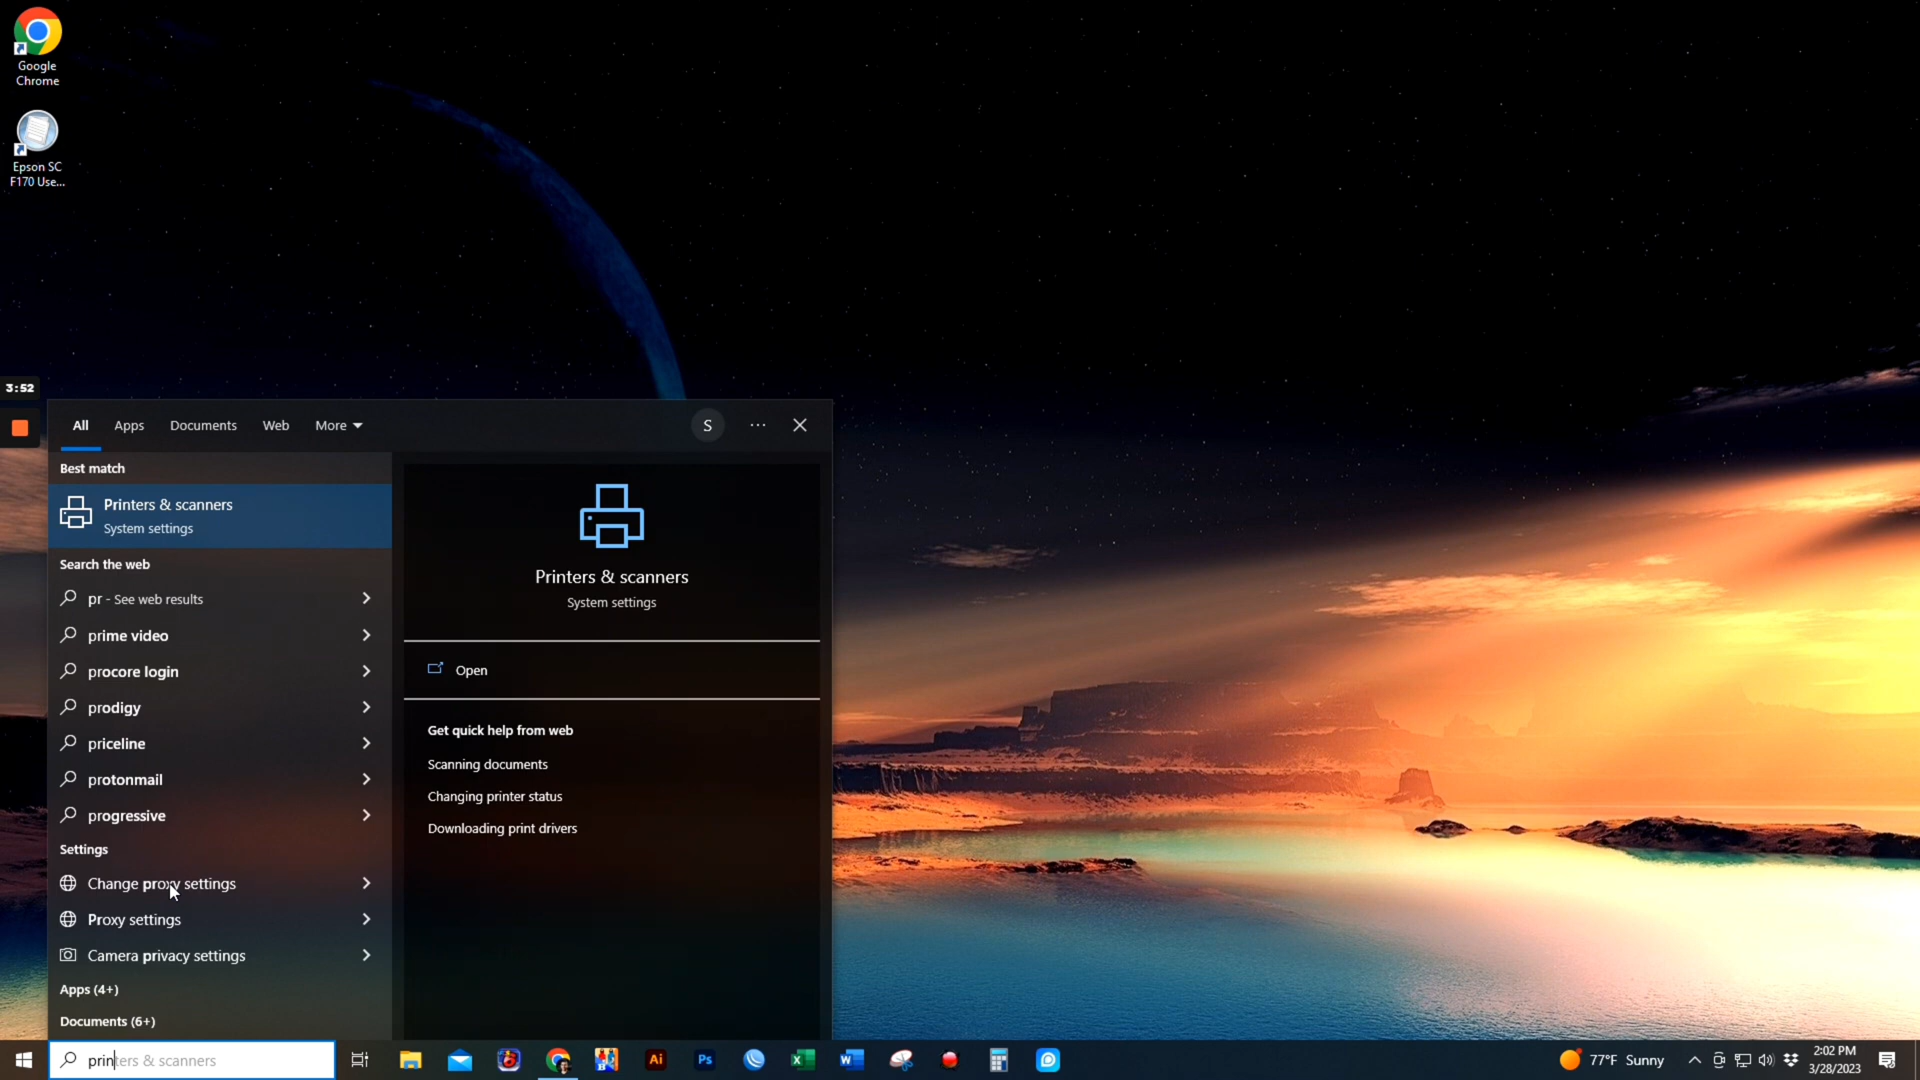 Google
Chrome
Epson SC
F170 Use...
3:52
All
Apps
Documents
Web
More
S
Best match
Printers & scanners
System settings
Search the web
pr - See web results
prime video
procore login
prodigy
priceline
protonmail
progressive
Settings
Change proxy settings
Proxy settings
Camera privacy settings
Apps (4+)
Documents (6+)
Printers & scanners
System settings
Open
Get quick help from web
Scanning documents
Changing printer status
Downloading print drivers
printers & scanners
Ai
Ps
77°F Sunny
2:02 PM
3/28/2023